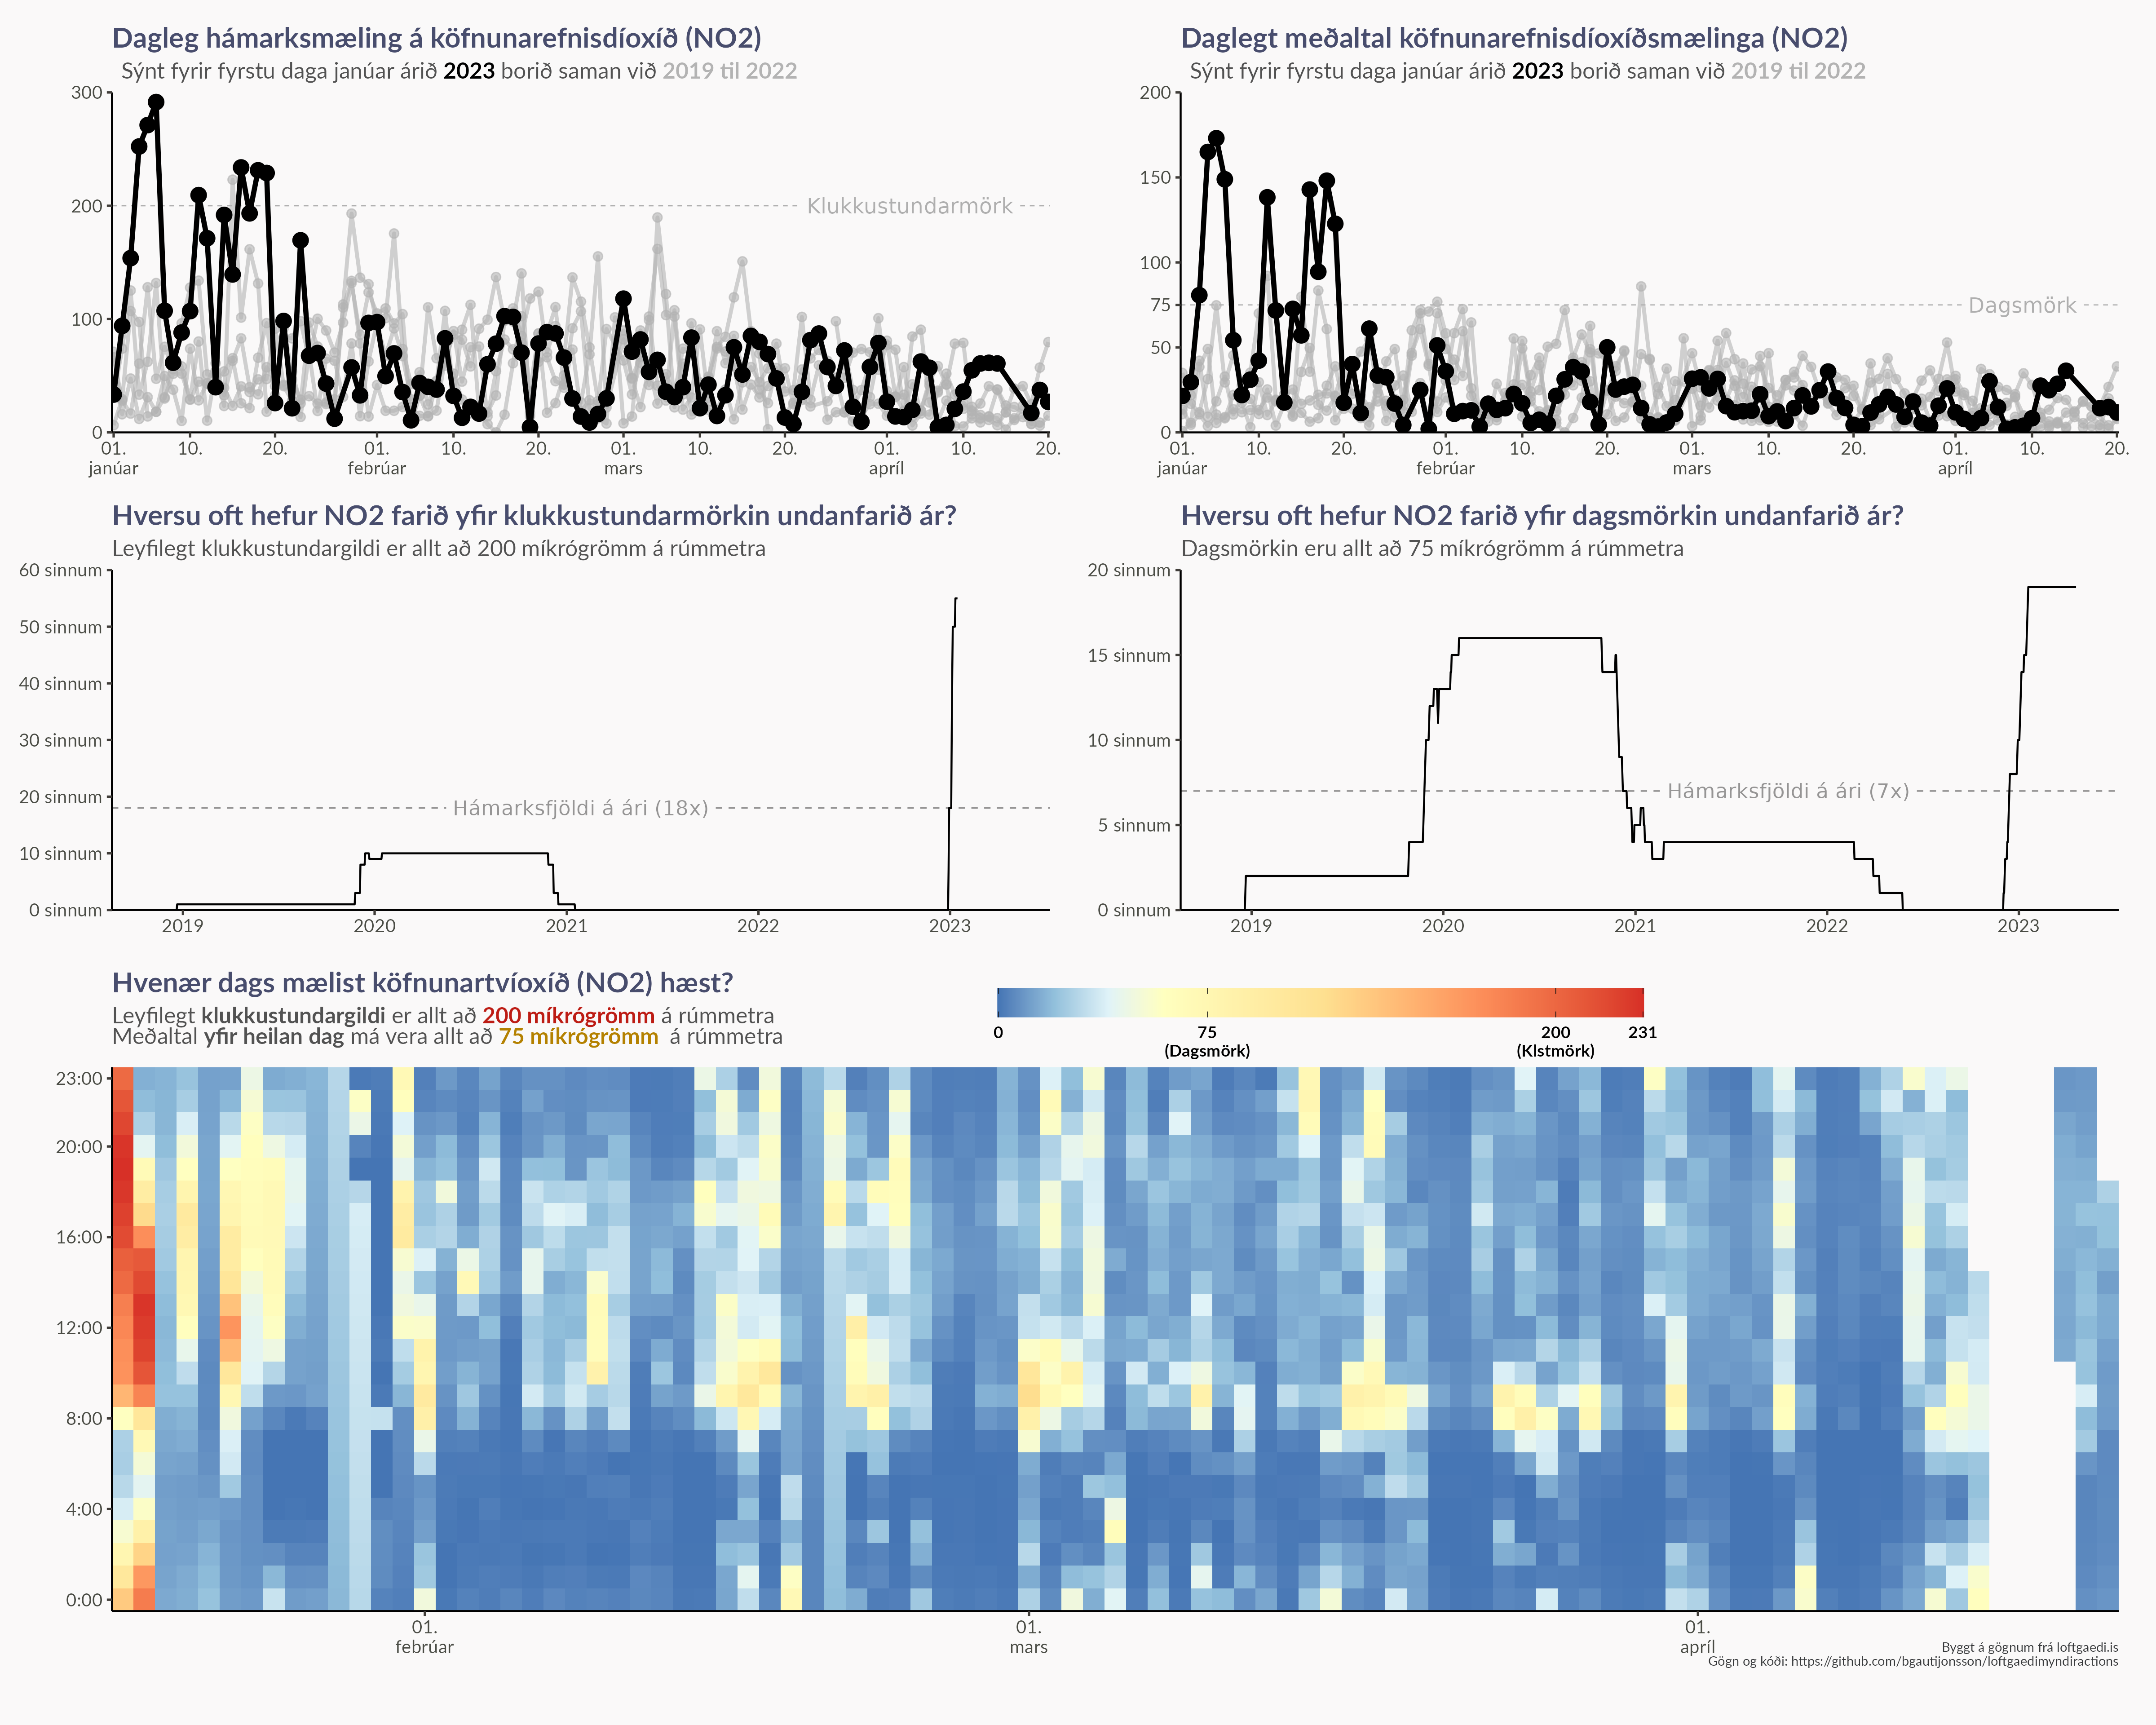 Dagleg hámarksmæling á köfnunarefnisdíoxíð (NO2)
Sýnt fyrir fyrstu daga janúar árið 2023 borið saman við 2019 til 2022
300
200
100
0
Klukkustundarmörk
01. 10. 20. 01. 10. 20. 01. 10. 20. 01. 10. 20.
janúar febrúar mars apríl
Daglegt meðaltal köfnunarefnisdíoxíðsmælinga (NO2)
Sýnt fyrir fyrstu daga janúar árið 2023 borið saman við 2019 til 2022
200
150
100
75
50
0
Dagsmörk
01. 10. 20. 01. 10. 20. 01. 10. 20. 01. 10. 20.
janúar febrúar mars apríl
Hversu oft hefur NO2 farið yfir klukkustundarmörkin undanfarið ár?
Leyfilegt klukkustundargildi er allt að 200 míkrógrömm á rúmmetra
60 sinnum
50 sinnum
40 sinnum
30 sinnum
20 sinnum
10 sinnum
0 sinnum
Hámarksfjöldi á ári (18x)
2019 2020 2021 2022 2023
Hversu oft hefur NO2 farið yfir dagsmörkin undanfarið ár?
Dagsmörkin eru allt að 75 míkrógrömm á rúmmetra
20 sinnum
15 sinnum
10 sinnum
5 sinnum
0 sinnum
Hámarksfjöldi á ári (7x)
2019 2020 2021 2022 2023
Hvenær dags mælist köfnunartvíoxíð (NO2) hæst?
Leyfilegt klukkustundargildi er allt að 200 míkrógrömm á rúmmetra
Meðaltal yfir heilan dag má vera allt að 75 míkrógrömm á rúmmetra
0 75 200 231
(Dagsmörk) (Klstmörk)
23:00
20:00
16:00
12:00
8:00
4:00
0:00
01. 01. 01.
febrúar mars apríl
Byggt á gögnum frá loftgaedi.is
Gögn og kóði: https://github.com/bgautijonsson/loftgaedimyndiractions